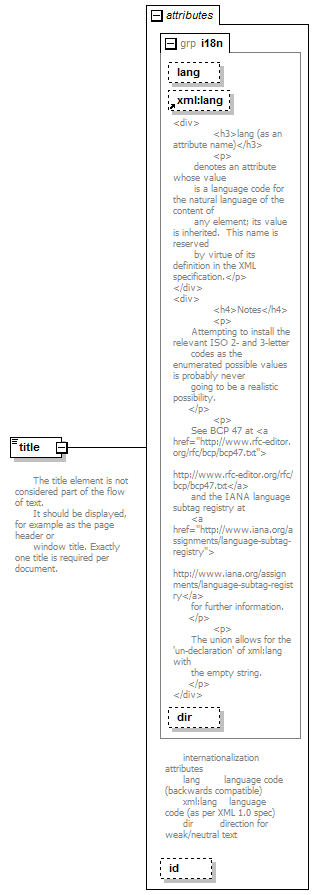 attributes
grp i18n
lang
xml:lang
<div>
<h3>lang (as an
attribute name)</h3>
<p>
denotes an attribute
whose value
is a language code for
the natural language of the
content of
any element; its value
is inherited.  This name is
reserved
by virtue of its
definition in the XML
specification.</p>
</div>
<div>
<h4>Notes</h4>
<p>
Attempting to install the
relevant ISO 2- and 3-letter
codes as the
enumerated possible values
is probably never
going to be a realistic
possibility.
</p>
<p>
See BCP 47 at <a
href="http://www.rfc-editor.
org/rfc/bcp/bcp47.txt">
http://www.rfc-editor.org/rfc/
bcp/bcp47.txt</a>
and the IANA language
subtag registry at
<a
href="http://www.iana.org/a
ssignments/language-subtag-
registry">
http://www.iana.org/assign
ments/language-subtag-regist
ry</a>
for further information.
</p>
<p>
The union allows for the
'un-declaration' of xml:lang
with
the empty string.
</p>
</div>
dir
internationalization
attributes
lang        language code
(backwards compatible)
xml:lang    language
code (as per XML 1.0 spec)
dir         direction for
weak/neutral text
id
title
The title element is not
considered part of the flow
of text.
It should be displayed,
for example as the page
header or
window title. Exactly
one title is required per
document.